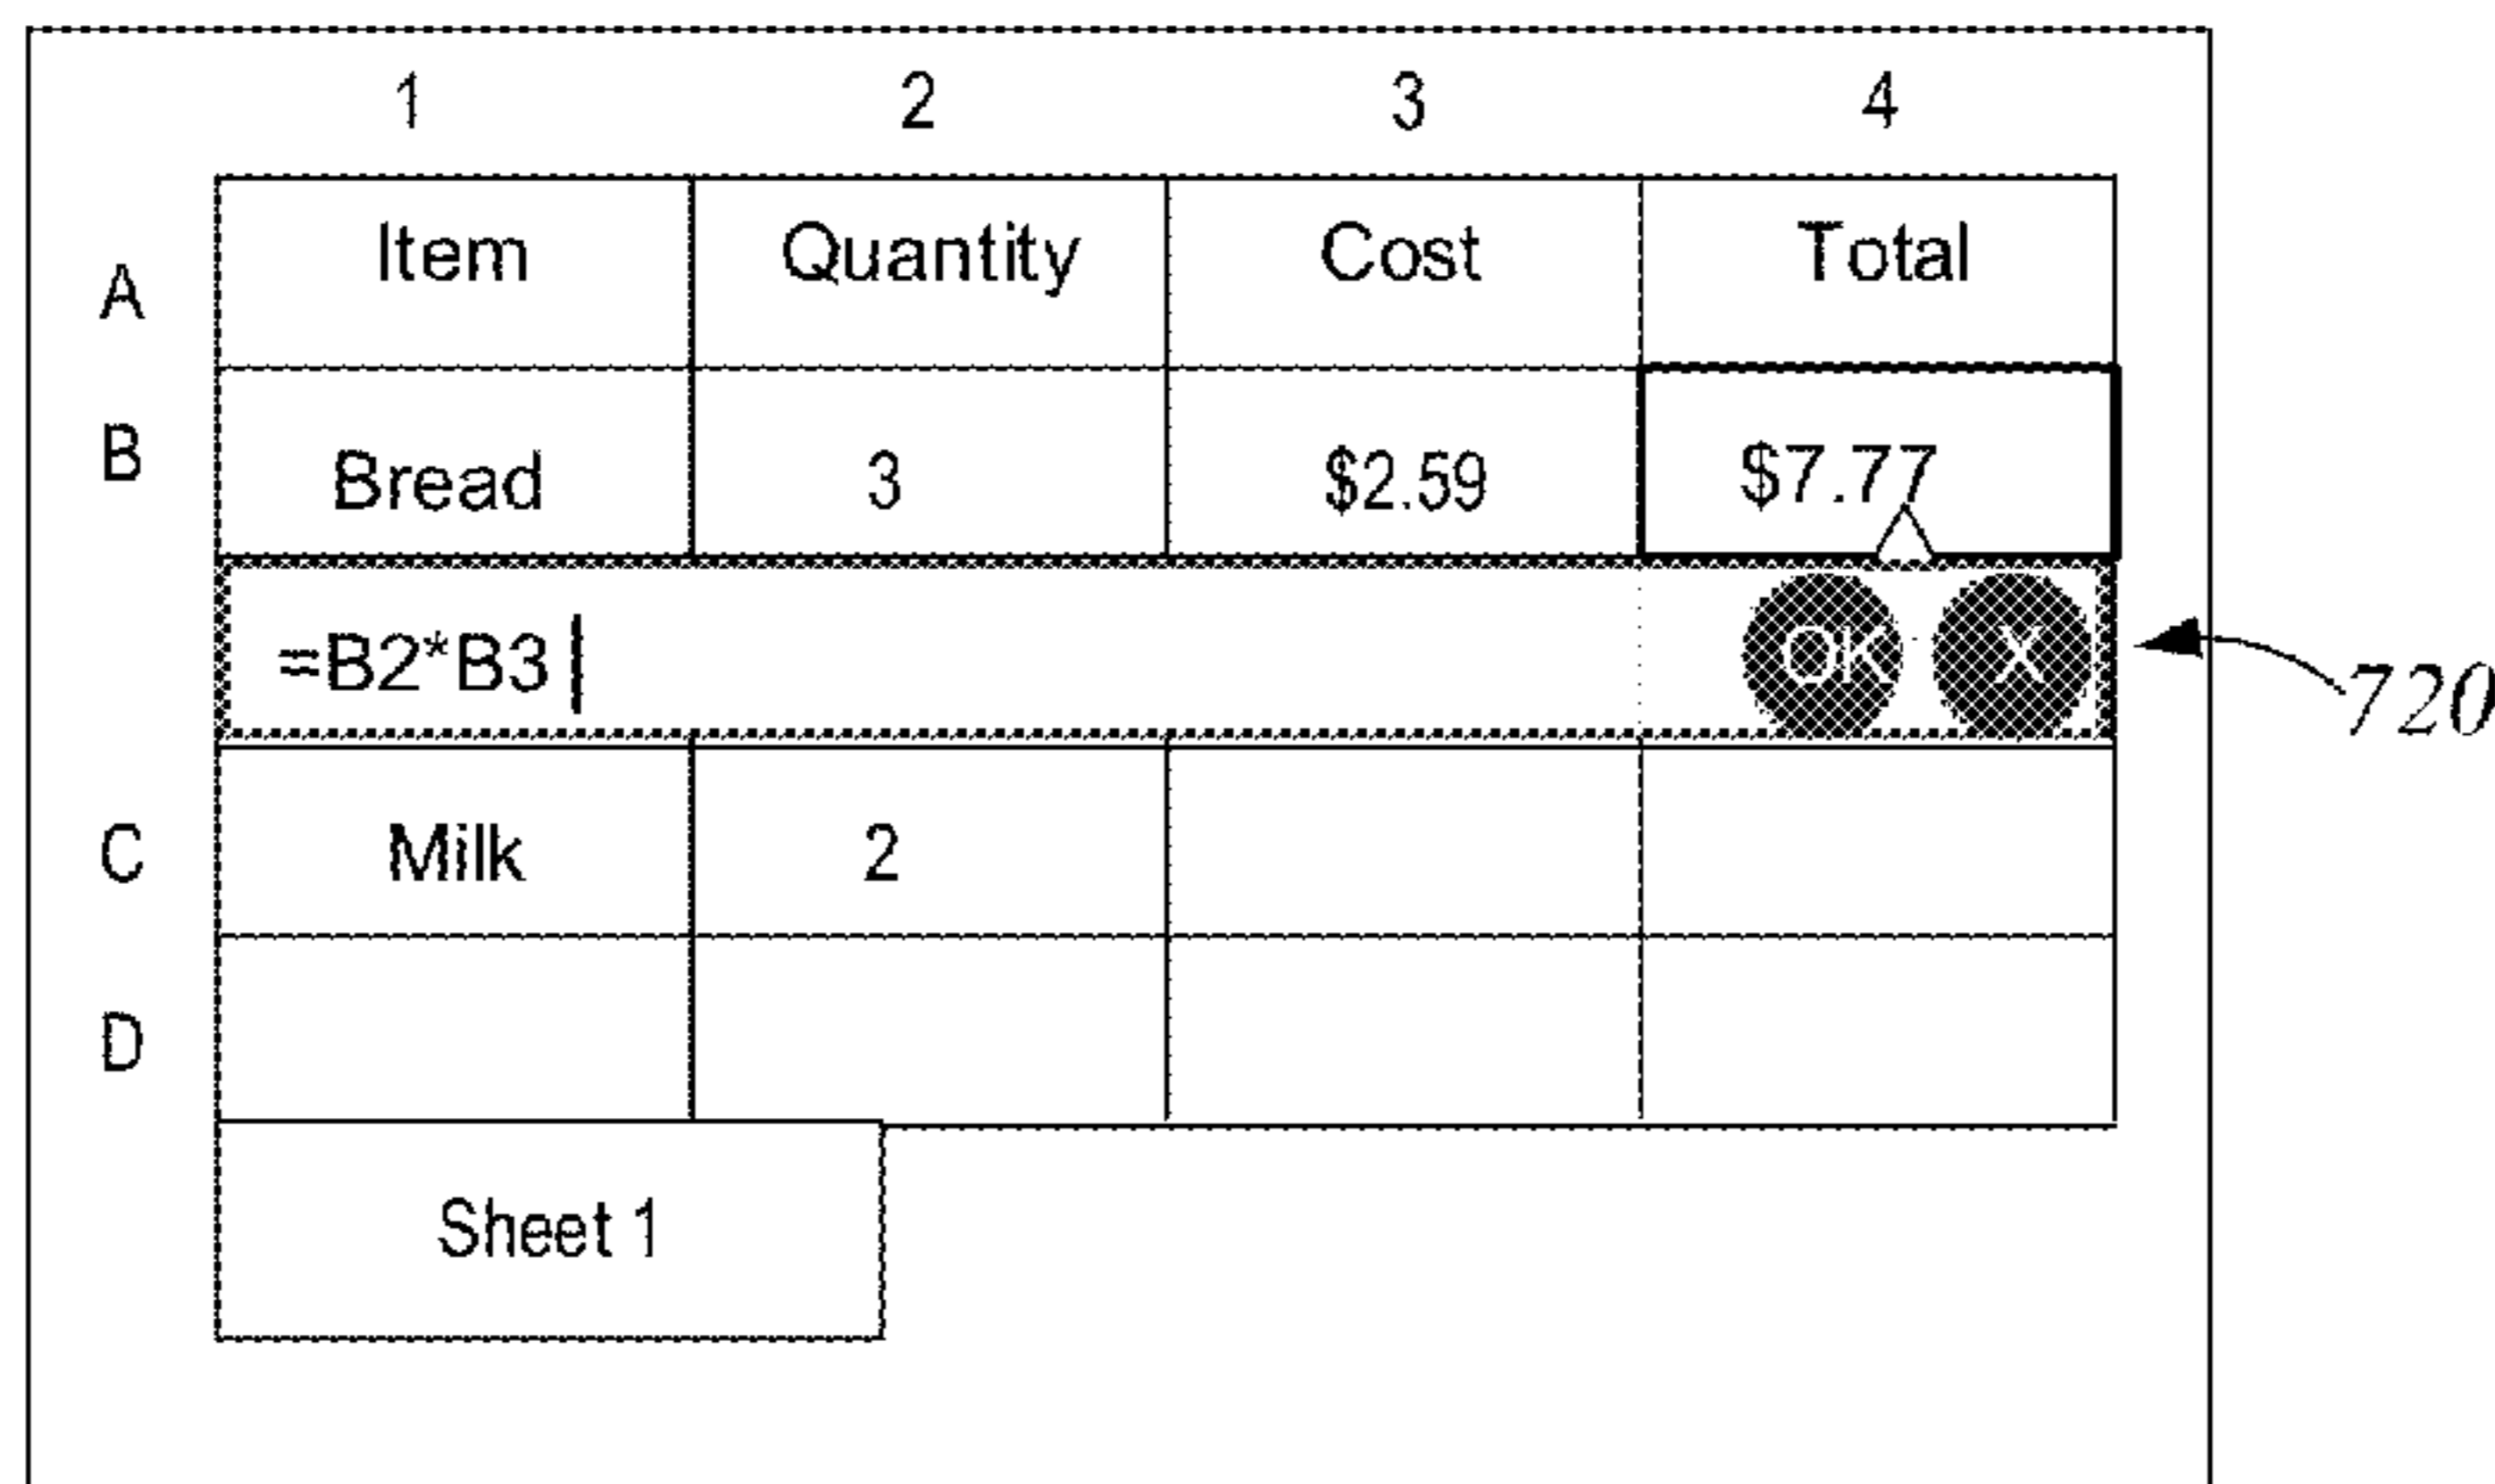 1 2 3 4
A Item Quantity Cost Total
B Bread 3 $2.59 $7.77
=B2*B3 OK X
720
C Milk 2
D
Sheet 1